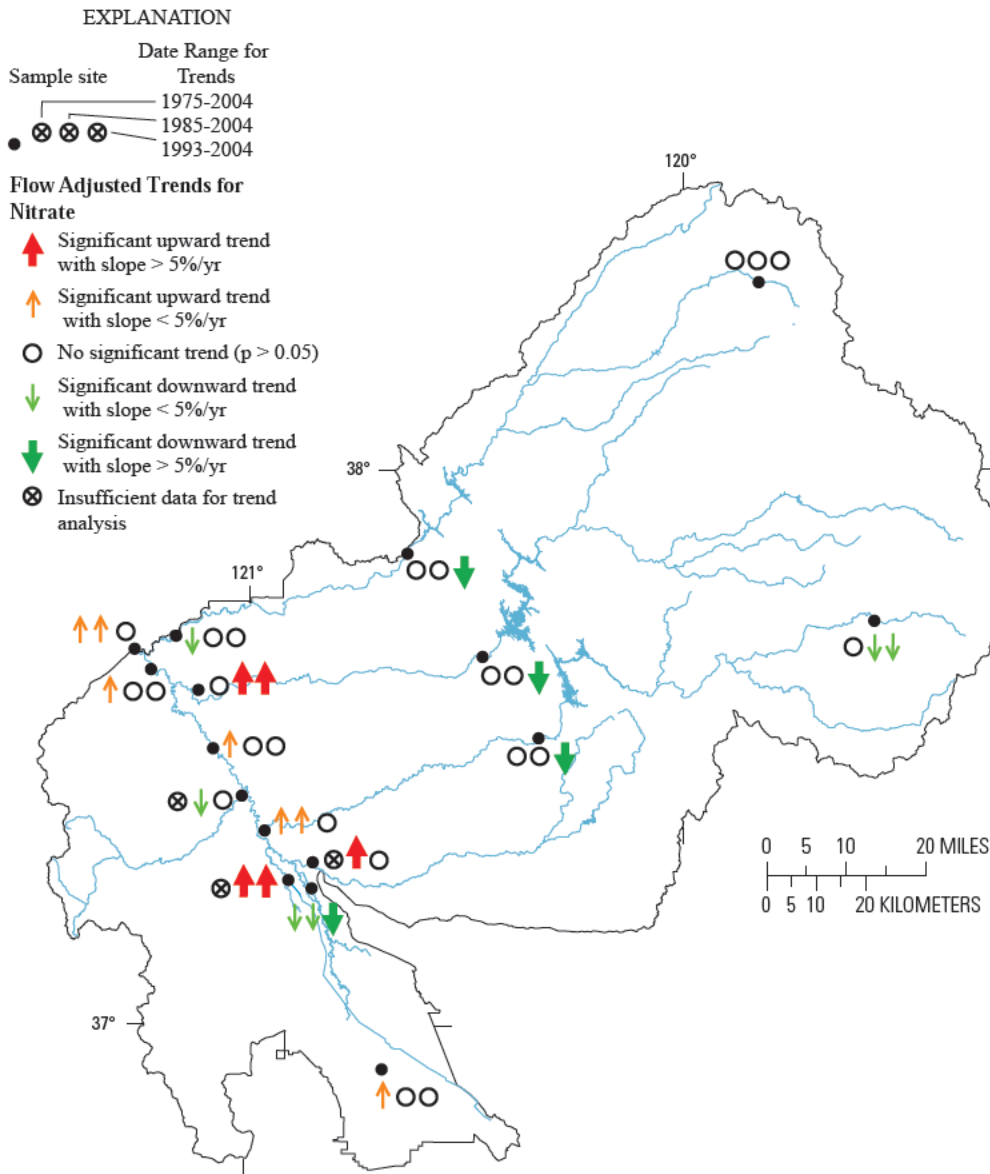 EXPLANATION
Date Range for
Sample site Trends
1975-2004
1985-2004
1993-2004
Flow Adjusted Trends for
Nitrate
Significant upward trend
with slope > 5%/yr
Significant upward trend
with slope < 5%/yr
No significant trend (p > 0.05)
Significant downward trend
with slope < 5%/yr
Significant downward trend
with slope > 5%/yr
Insufficient data for trend
analysis
120°
38°
121°
37°
0 5 10 20 MILES
0 5 10 20 KILOMETERS